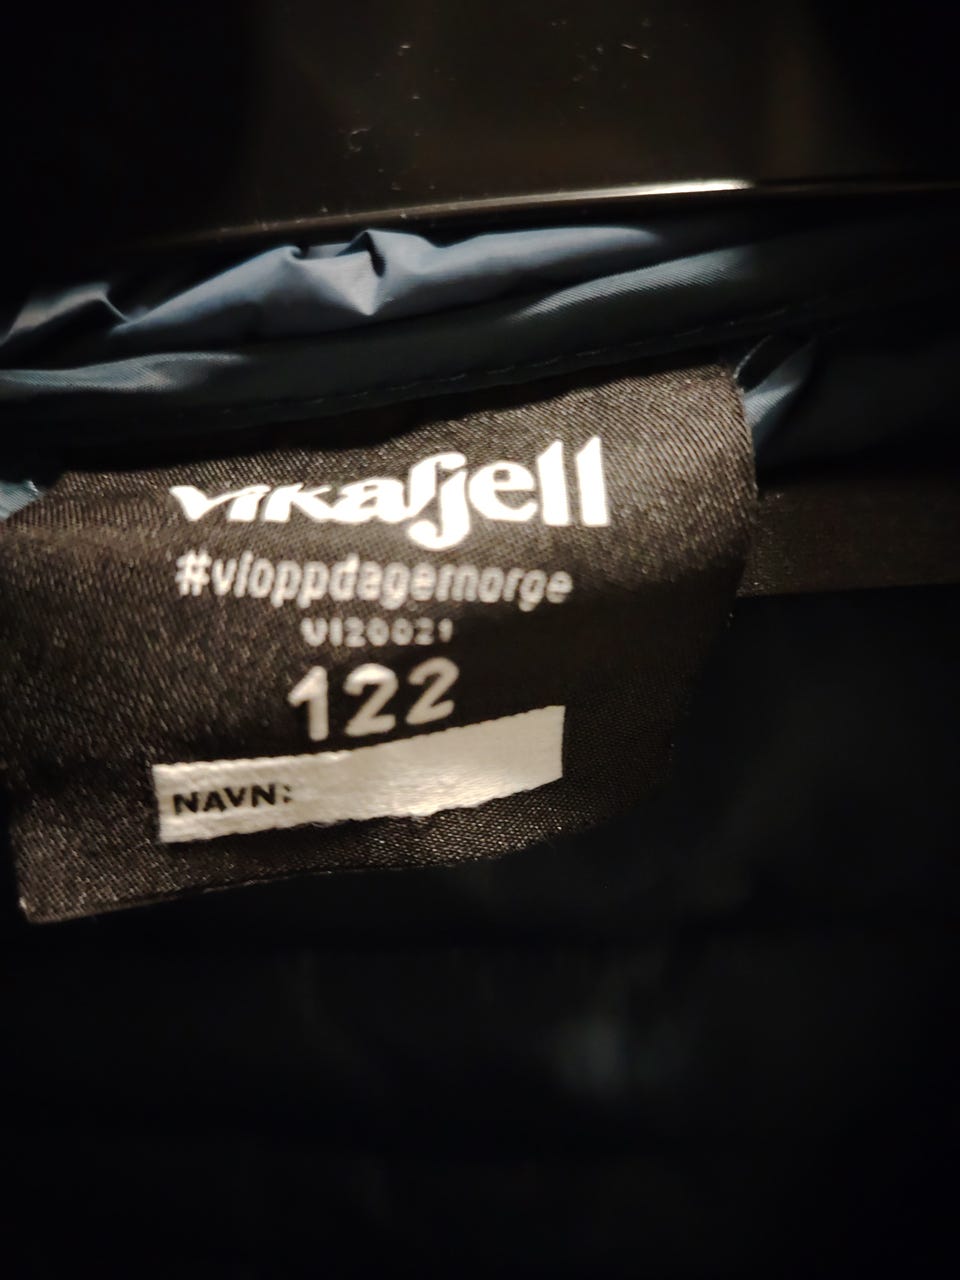 vikafjell
#vioppdagernorge
VI20021
122
NAVN: